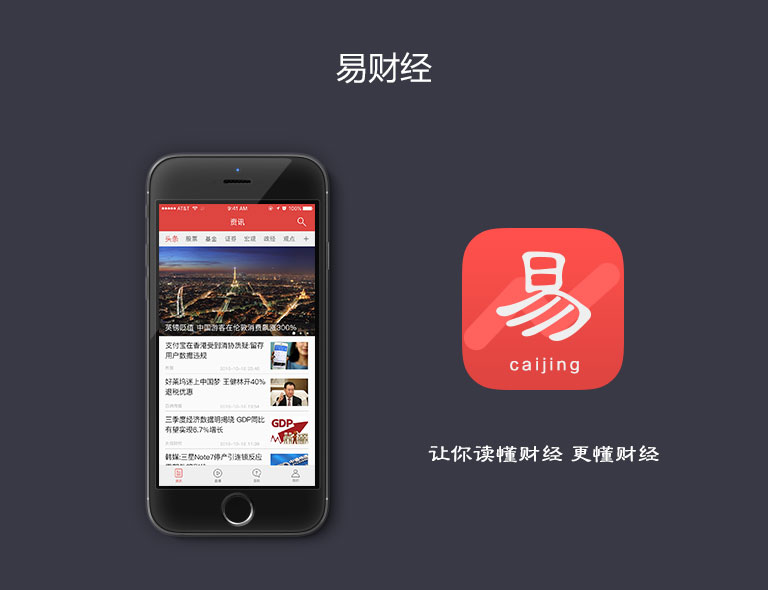 易财经
AT&T
9:41 AM
100%
资讯
头条 股票 基金 证券 宏观 政经 观点 +
英镑贬值 中国游客在伦敦消费飙涨300%
支付宝在香港受到消协质疑:留存
用户数据违规
好莱坞迷上中国梦 王健林开40%
退税优惠
三季度经济数据明揭晓 GDP同比
有望实现6.7%增长
GDP
韩媒:三星Note7停产引连锁反应
易
caijing
让你读懂财经 更懂财经